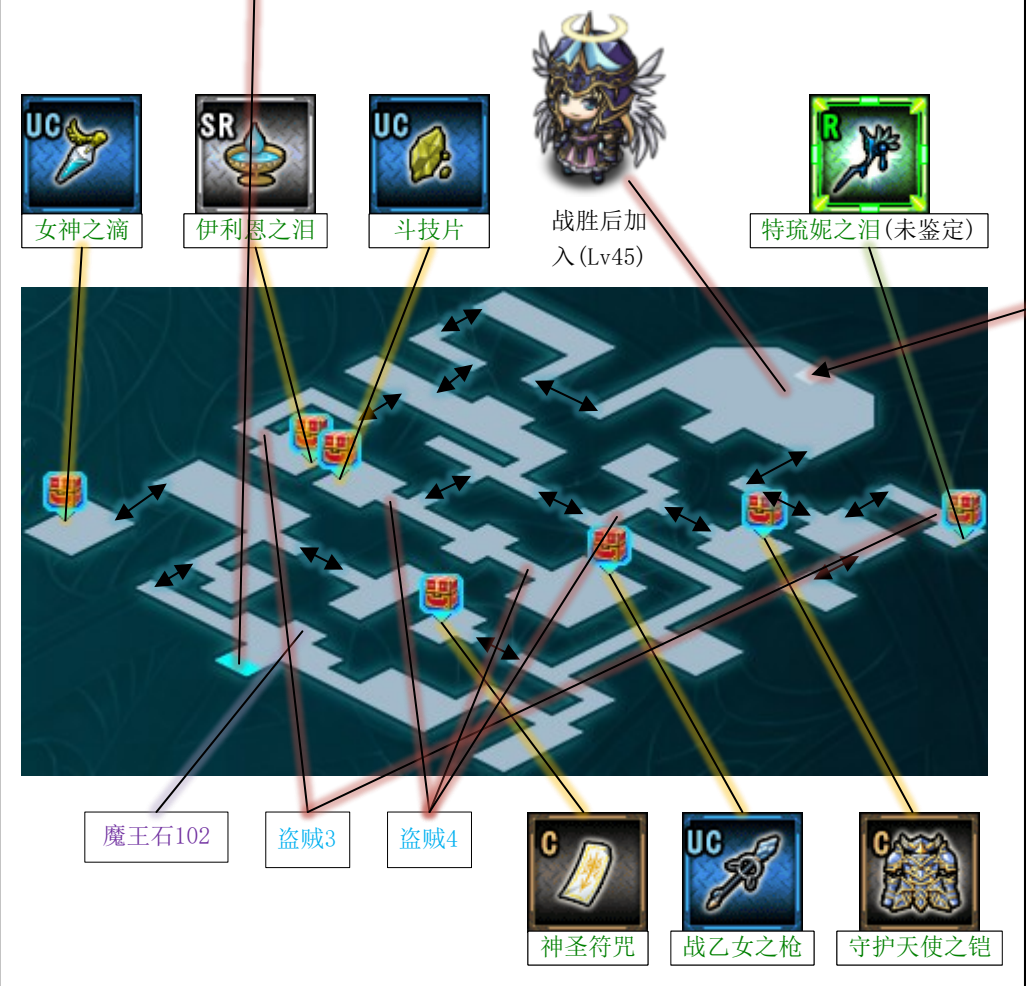 UC
SR
UC
R
女神之滴
伊利恩之泪
斗技片
战胜后加
入(Lv45)
特琉妮之泪(未鉴定)
魔王石102
盗贼3
盗贼4
C
UC
C
神圣符咒
战乙女之枪
守护天使之铠